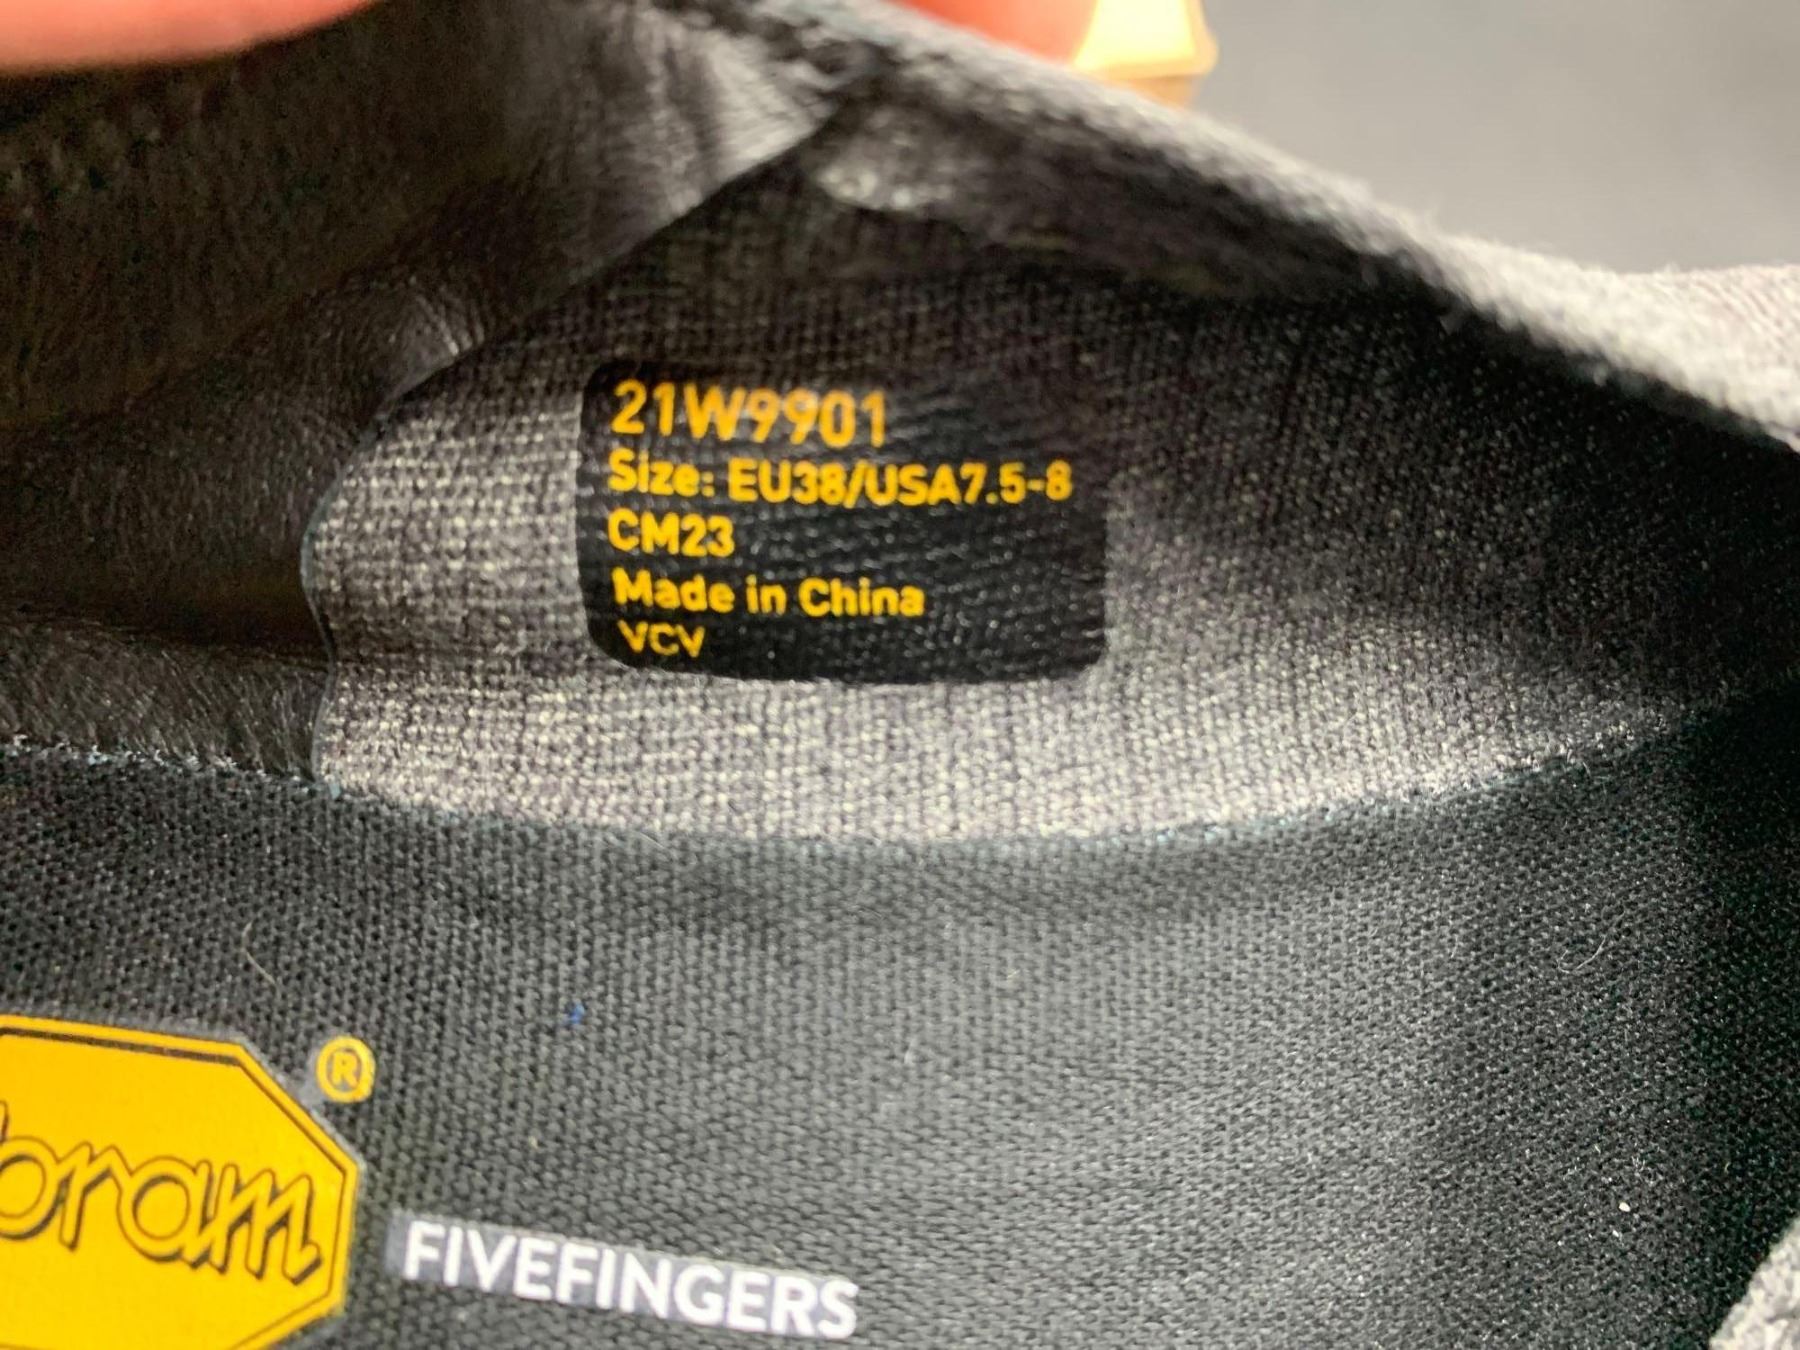 21W9901
Size: EU38/USA7.5-8
CM23
Made in China
VCV
®
FIVEFINGERS